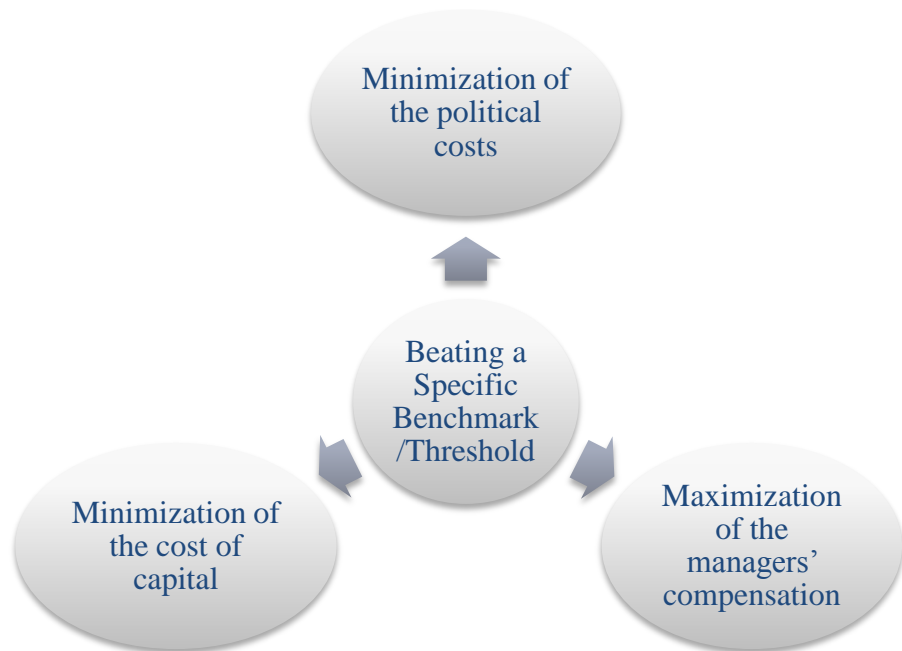 Minimization of
the political
costs
Beating a
Specific
Benchmark
/Threshold
Minimization of
the cost of
capital
Maximization
of the
managers’
compensation